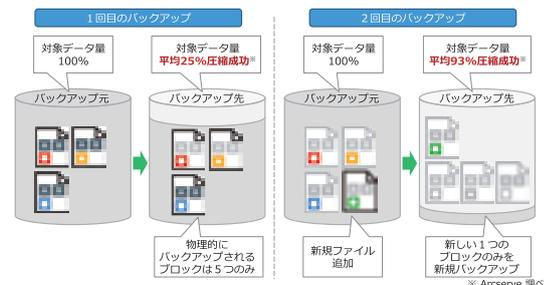 1回目のバックアップ
2回目のバックアップ
対象データ量
100%
対象データ量
平均25%圧縮成功※
対象データ量
100%
対象データ量
平均93%圧縮成功※
バックアップ元
バックアップ先
バックアップ元
バックアップ先
物理的に
バックアップされる
ブロックは5つのみ
新規ファイル
追加
新しい1つの
ブロックのみを
新規バックアップ
※ Arcserve 調べ